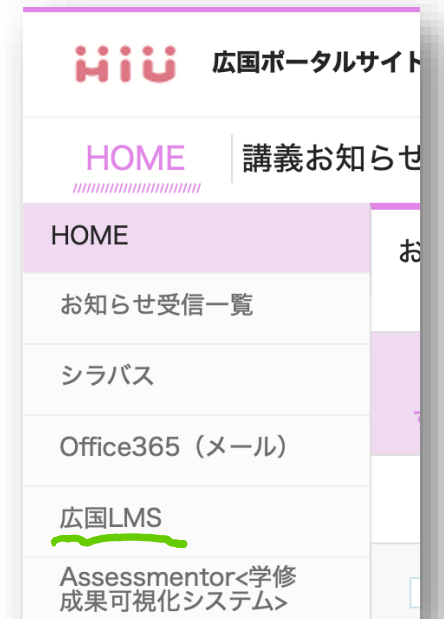 HiU 広国ポータルサイト
HOME 講義お知らせ
HOME
お知らせ受信一覧
シラバス
Office365（メール）
広国LMS
Assessmentor<学修
成果可視化システム>
お